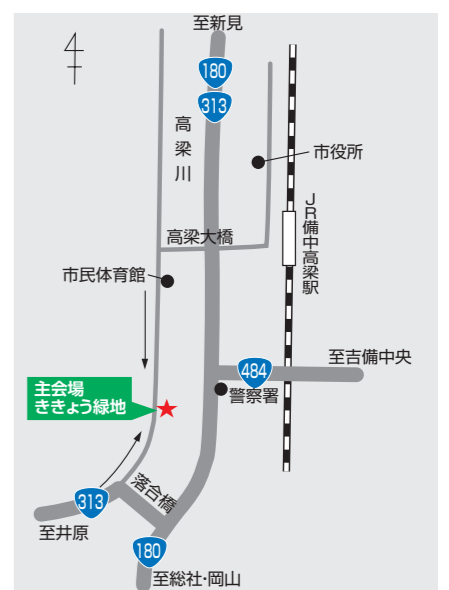 至新見
180
313
高梁川
市役所
JR備中高梁駅
高梁大橋
市民体育館
至吉備中央
484
警察署
主会場
ききょう緑地
落合橋
313
至井原
180
至総社・岡山